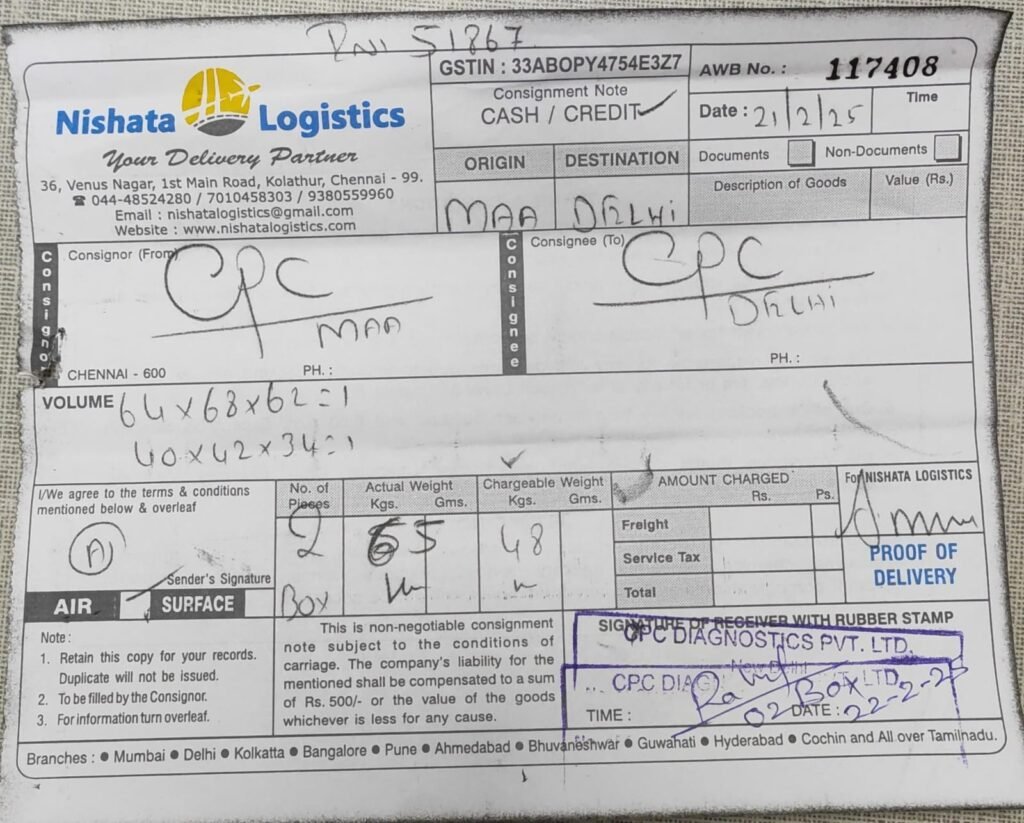 51867
GSTIN : 33ABOPY4754E3Z7
AWB No. : 117408
Nishata Logistics
Your Delivery Partner
36, Venus Nagar, 1st Main Road, Kolathur, Chennai - 99.
☎ 044-48524280 / 7010458303 / 9380559960
Email : nishatalogistics@gmail.com
Website : www.nishatalogistics.com
Consignment Note
CASH / CREDIT ✓
Date : 21/2/25
Time
ORIGIN DESTINATION
MAA DELHI
Documents Non-Documents
Description of Goods Value (Rs.)
Consignor
Consignor (From)
CPC
MAA
CHENNAI - 600 PH. :
Consignee
Consignee (To)
CPC
DELHI
PH. :
VOLUME 64×68×62=1
40×42×34=1
I/We agree to the terms & conditions
mentioned below & overleaf
A
Sender's Signature
AIR SURFACE
No. of Pieces
2
BOX
Actual Weight
Kgs. Gms.
65
Chargeable Weight
Kgs. Gms.
48
AMOUNT CHARGED
Rs. Ps.
Freight
Service Tax
Total
For NISHATA LOGISTICS
PROOF OF
DELIVERY
Note :
1. Retain this copy for your records.
Duplicate will not be issued.
2. To be filled by the Consignor.
3. For information turn overleaf.
This is non-negotiable consignment
note subject to the conditions of
carriage. The company's liability for the
mentioned shall be compensated to a sum
of Rs. 500/- or the value of the goods
whichever is less for any cause.
SIGNATURE OF RECEIVER WITH RUBBER STAMP
CPC DIAGNOSTICS PVT. LTD.
New Delhi
CPC DIAG LTD.
02 Box
TIME : DATE : 22-2-25
Branches : ● Mumbai ● Delhi ● Kolkatta ● Bangalore ● Pune ● Ahmedabad ● Bhuvaneshwar ● Guwahati ● Hyderabad ● Cochin and All over Tamilnadu.